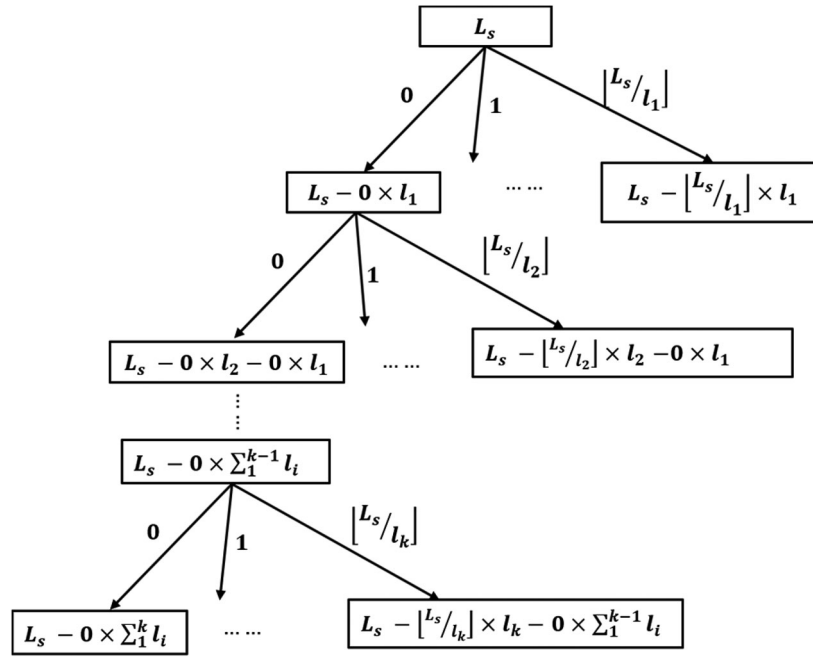 L_s
0 1 ⌊L_s/l_1⌋
L_s − 0 × l_1 ... ... L_s − ⌊L_s/l_1⌋ × l_1
0 1 ⌊L_s/l_2⌋
L_s − 0 × l_2 − 0 × l_1 ... ... L_s − ⌊L_s/l_2⌋ × l_2 − 0 × l_1
L_s − 0 × ∑_1^{k−1} l_i
0 1 ⌊L_s/l_k⌋
L_s − 0 × ∑_1^k l_i ... ... L_s − ⌊L_s/l_k⌋ × l_k − 0 × ∑_1^{k−1} l_i